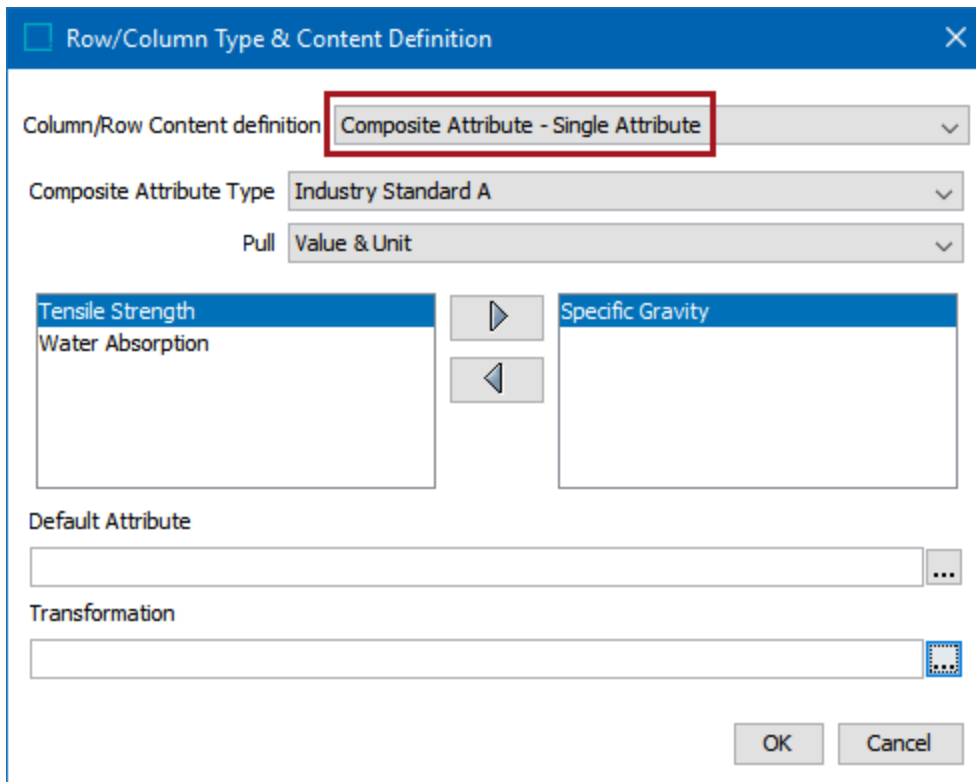 Row/Column Type & Content Definition
Column/Row Content definition Composite Attribute - Single Attribute
Composite Attribute Type Industry Standard A
Pull Value & Unit
Tensile Strength
Water Absorption
Specific Gravity
Default Attribute
...
Transformation
...
OK Cancel